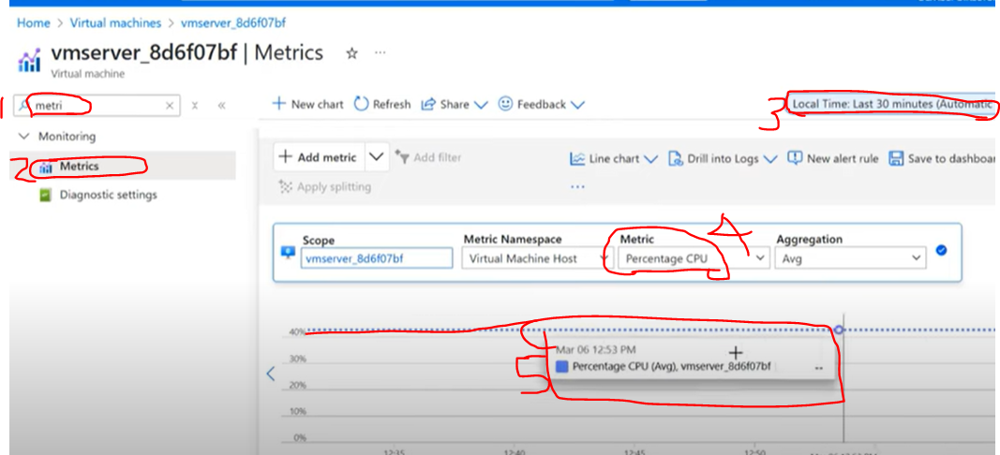 Home > Virtual machines > vmserver_8d6f07bf
vmserver_8d6f07bf | Metrics
Virtual machine
1
metri
New chart Refresh Share Feedback
3
Local Time: Last 30 minutes (Automatic
Monitoring
2
Metrics
Diagnostic settings
Add metric Add filter
Line chart Drill into Logs New alert rule Save to dashboar
Apply splitting
4
Scope Metric Namespace Metric Aggregation
vmserver_8d6f07bf Virtual Machine Host Percentage CPU Avg
40%
5
Mar 06 12:53 PM
Percentage CPU (Avg), vmserver_8d6f07bf --
30%
20%
10%
0%
12:35 12:40 12:45 12:50